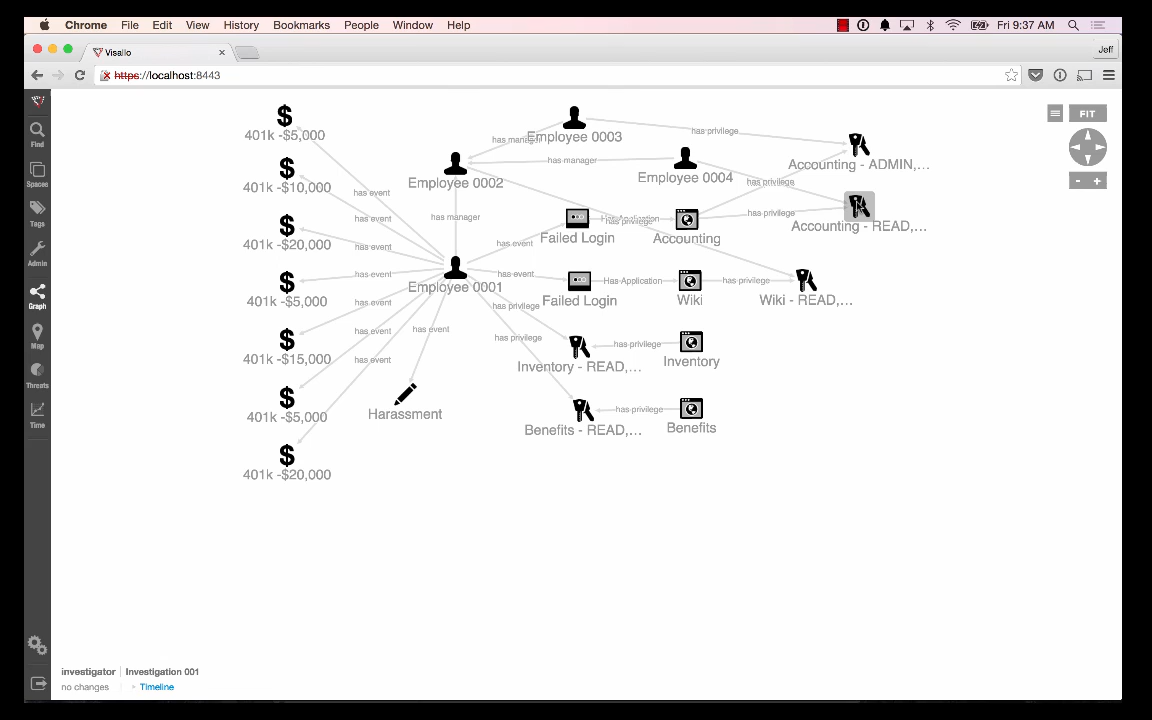 Chrome File Edit View History Bookmarks People Window Help
Fri 9:37 AM
Visallo
Jeff
https://localhost:8443
Find
Spaces
Tags
Admin
Graph
Map
Threats
Time
FIT
- +
401k -$5,000
401k -$10,000
401k -$20,000
401k -$5,000
401k -$15,000
401k -$5,000
401k -$20,000
has event
has event
has event
has event
has event
has event
has event
Employee 0003
has manager
has manager
has privilege
Employee 0002
Employee 0004
Accounting - ADMIN,...
has privilege
has manager
Has Application
has privilege
has privilege
Failed Login
Accounting
Accounting - READ,...
has event
Employee 0001
has event
Has Application
has privilege
Failed Login
Wiki
Wiki - READ,...
has privilege
has event
has privilege
has privilege
Inventory - READ,...
Inventory
Harassment
has privilege
Benefits - READ,...
Benefits
investigator Investigation 001
no changes Timeline